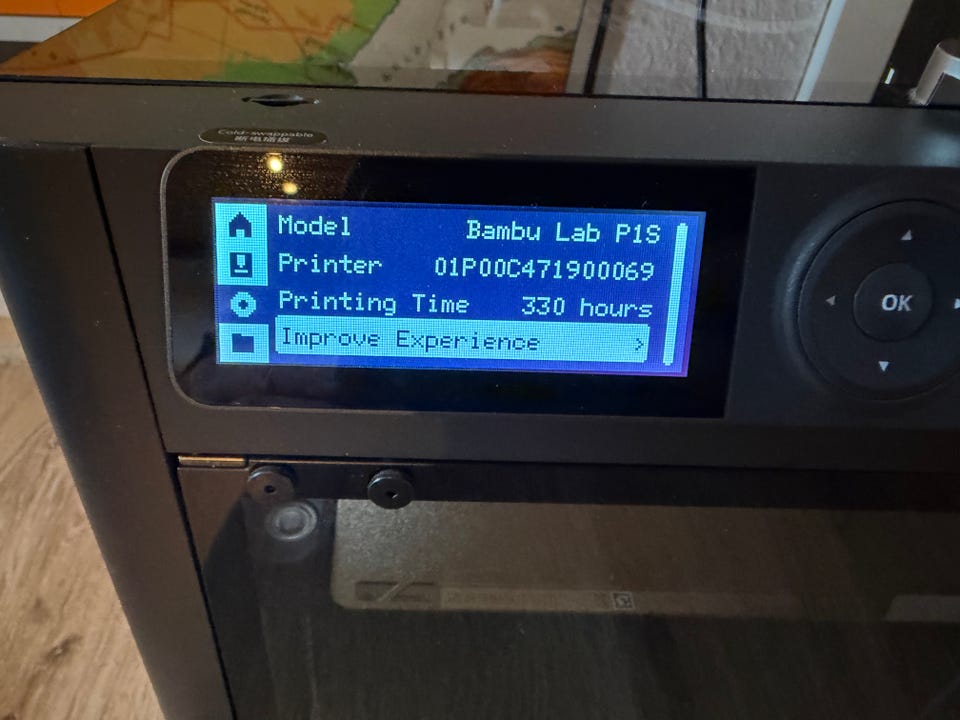 Cold-swappable
断电插拔
Model Bambu Lab P1S
Printer 01P00C471900069
Printing Time 330 hours
Improve Experience >
OK